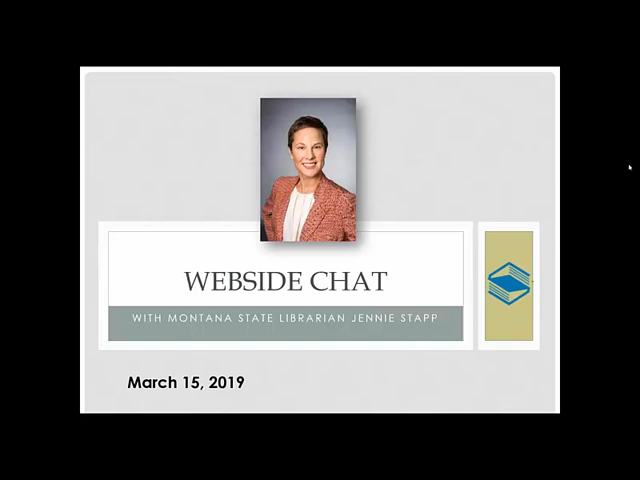 WEBSIDE CHAT
WITH MONTANA STATE LIBRARIAN JENNIE STAPP
March 15, 2019